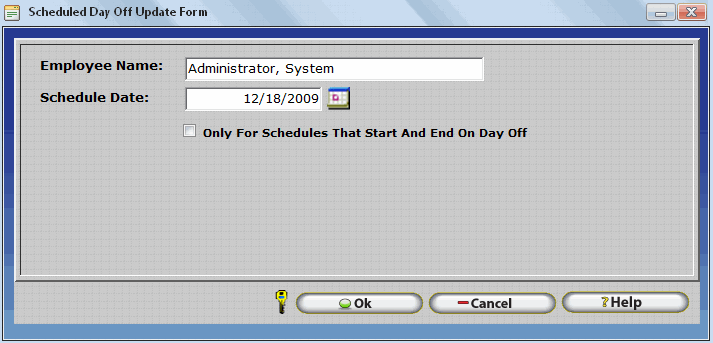 Scheduled Day Off Update Form
Employee Name: Administrator, System
Schedule Date: 12/18/2009
Only For Schedules That Start And End On Day Off
Ok Cancel ? Help